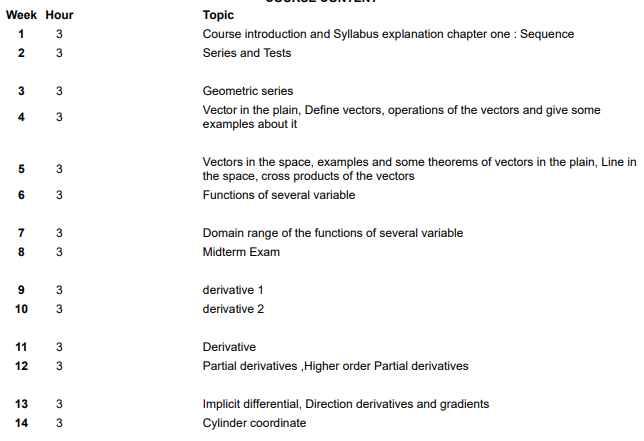 COURSE CONTENT
Week Hour Topic
1 3 Course introduction and Syllabus explanation chapter one : Sequence
2 3 Series and Tests
3 3 Geometric series
4 3 Vector in the plain, Define vectors, operations of the vectors and give some
examples about it
5 3 Vectors in the space, examples and some theorems of vectors in the plain, Line in
the space, cross products of the vectors
6 3 Functions of several variable
7 3 Domain range of the functions of several variable
8 3 Midterm Exam
9 3 derivative 1
10 3 derivative 2
11 3 Derivative
12 3 Partial derivatives ,Higher order Partial derivatives
13 3 Implicit differential, Direction derivatives and gradients
14 3 Cylinder coordinate